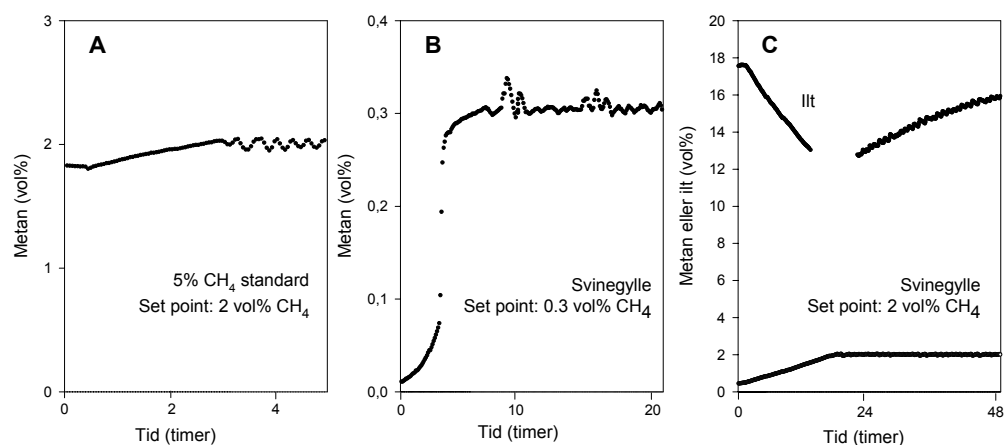 A
Metan (vol%)
3
2
1
0
5% CH4 standard
Set point: 2 vol% CH4
0 2 4
Tid (timer)
B
Metan (vol%)
0,4
0,3
0,2
0,1
0,0
Svinegylle
Set point: 0.3 vol% CH4
0 10 20
Tid (timer)
C
Metan eller ilt (vol%)
20
18
16
14
12
10
8
6
4
2
0
Ilt
Svinegylle
Set point: 2 vol% CH4
0 24 48
Tid (timer)